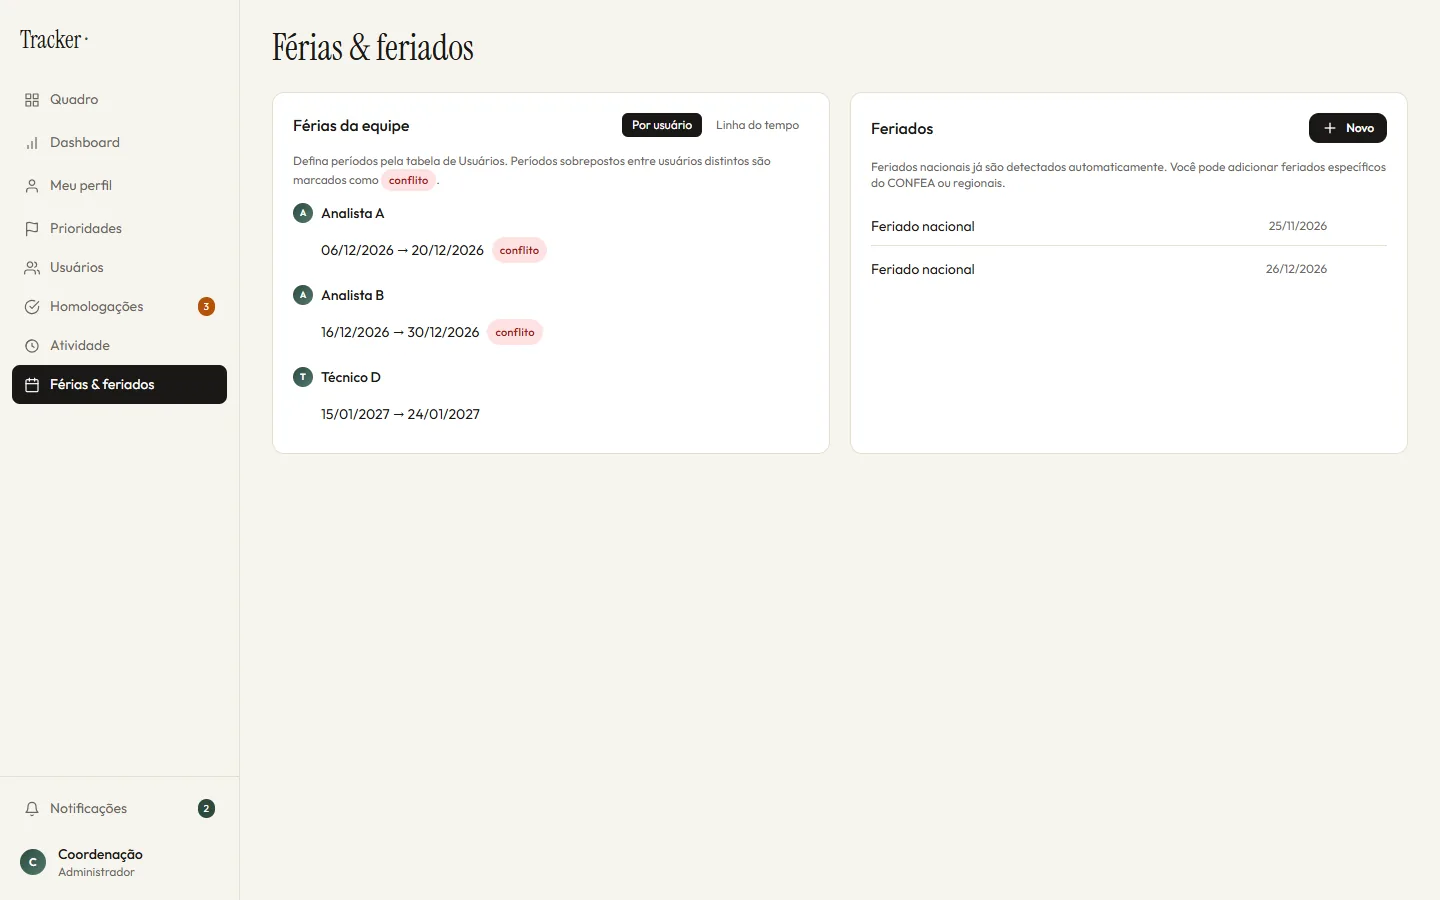 Tracker ·
Quadro
Dashboard
Meu perfil
Prioridades
Usuários
Homologações 3
Atividade
Férias & feriados
Notificações 2
C
Coordenação
Administrador
Férias & feriados
Férias da equipe
Por usuário
Linha do tempo
Defina períodos pela tabela de Usuários. Períodos sobrepostos entre usuários distintos são
marcados como conflito .
A Analista A
06/12/2026 → 20/12/2026 conflito
A Analista B
16/12/2026 → 30/12/2026 conflito
T Técnico D
15/01/2027 → 24/01/2027
Feriados
+ Novo
Feriados nacionais já são detectados automaticamente. Você pode adicionar feriados específicos
do CONFEA ou regionais.
Feriado nacional 25/11/2026
Feriado nacional 26/12/2026